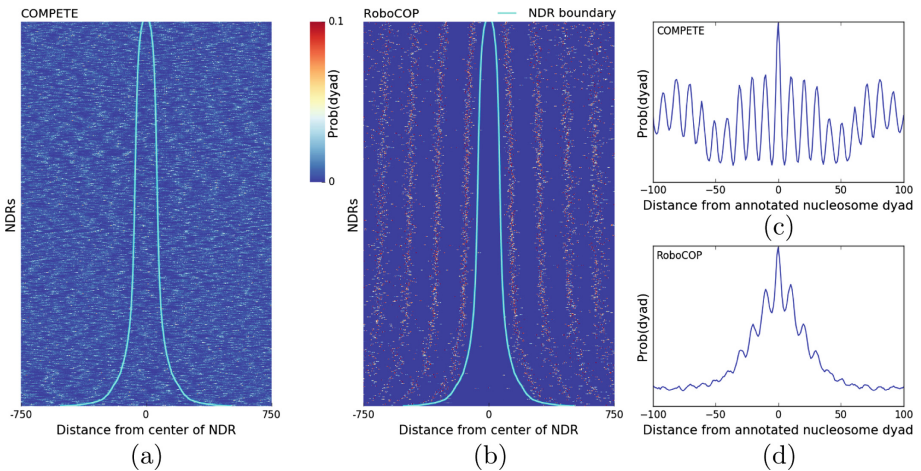 COMPETE
NDRs
-750
0
750
Distance from center of NDR
(a)
0.1
Prob(dyad)
0
RoboCOP
NDR boundary
-750
0
750
Distance from center of NDR
(b)
COMPETE
Prob(dyad)
−100
−50
0
50
100
Distance from annotated nucleosome dyad
(c)
RoboCOP
Prob(dyad)
−100
−50
0
50
100
Distance from annotated nucleosome dyad
(d)